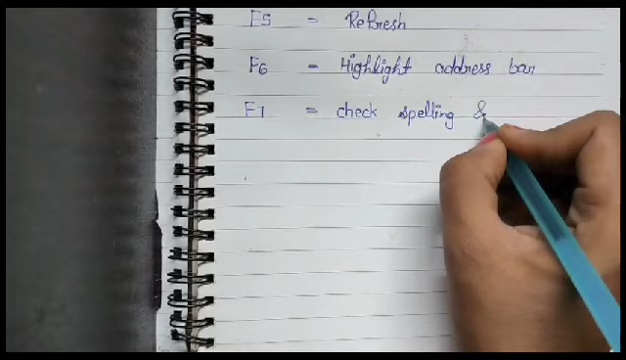 F5 = Refresh
F6 = Highlight address bar
F7 = check spelling &